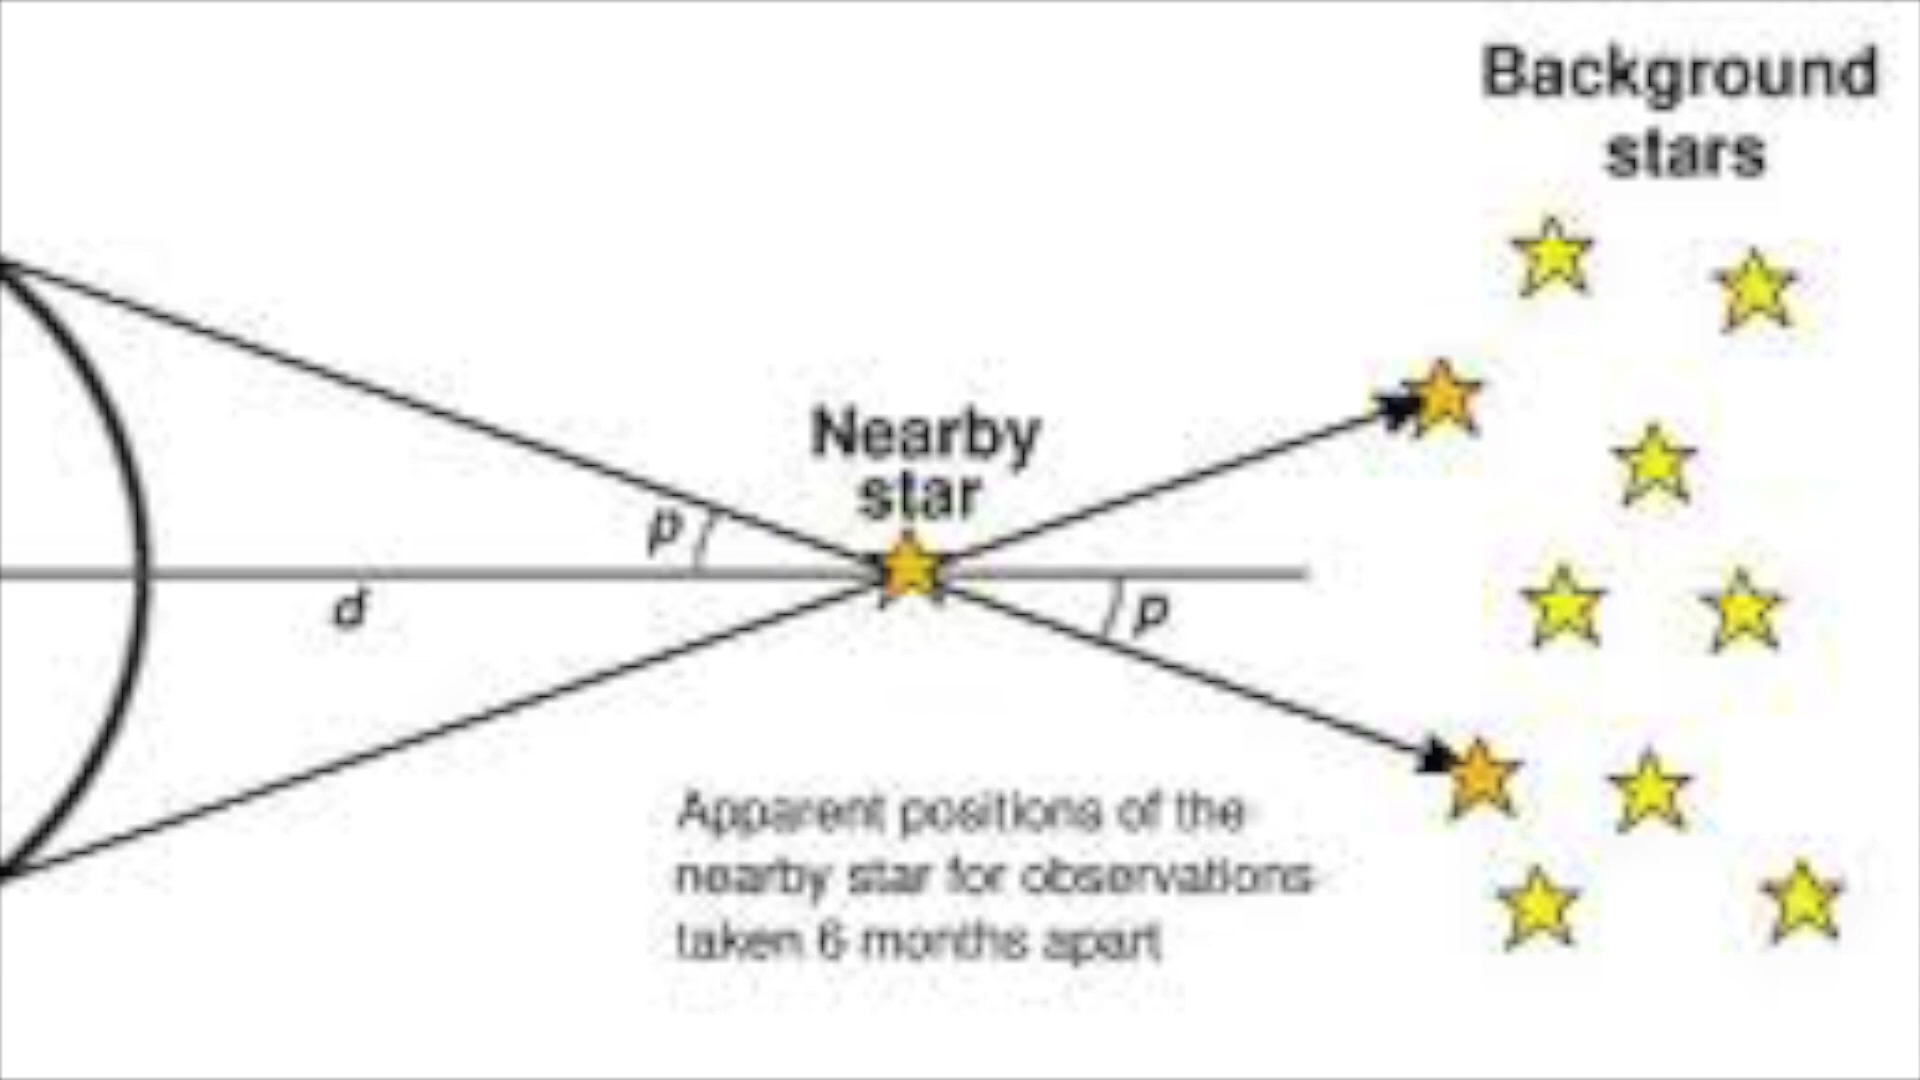 Background
stars
Nearby
star
p
d
p
Apparent positions of the
nearby star for observations
taken 6 months apart